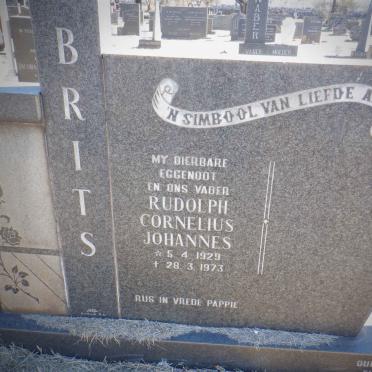 BRITS
'N SIMBOOL VAN LIEFDE
MY DIERBARE
EGGENOOT
EN ONS VADER
RUDOLPH
CORNELIUS
JOHANNES
☆ 5. 4. 1929
✝ 28. 3. 1973
RUS IN VREDE PAPPIE